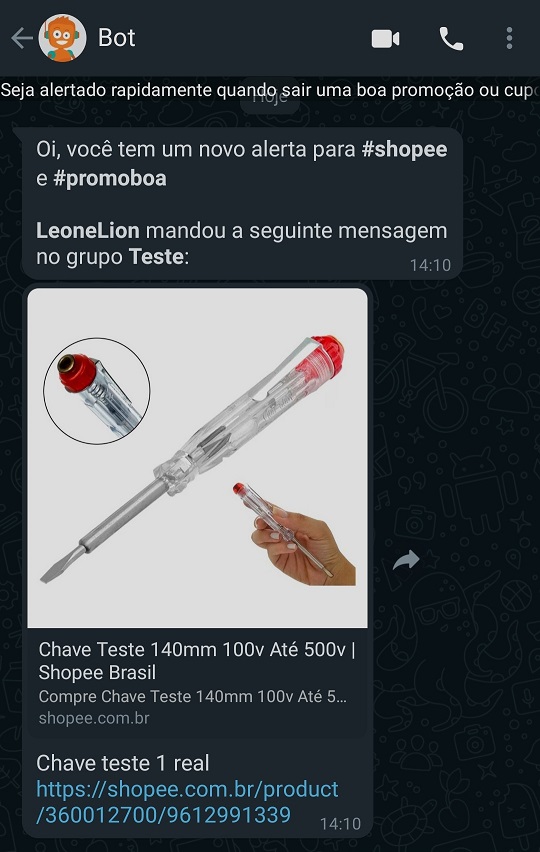 Bot
Seja alertado rapidamente quando sair uma boa promoção ou cup
Hoje
Oi, você tem um novo alerta para #shopee
e #promoboa
LeoneLion mandou a seguinte mensagem
no grupo Teste:
14:10
Chave Teste 140mm 100v Até 500v |
Shopee Brasil
Compre Chave Teste 140mm 100v Até 5...
shopee.com.br
Chave teste 1 real
https://shopee.com.br/product
/360012700/9612991339
14:10